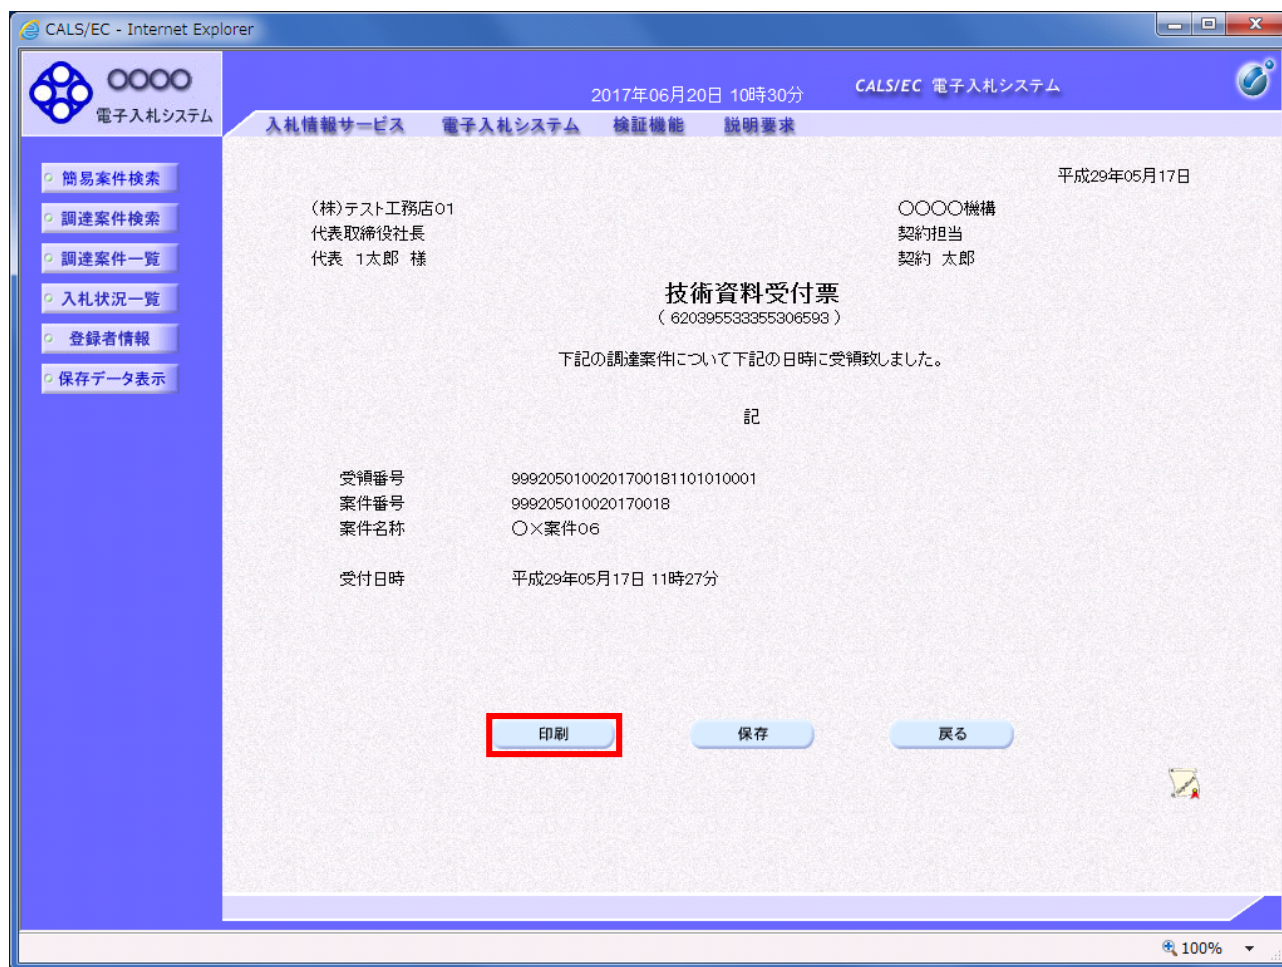 CALS/EC - Internet Explorer
〇〇〇〇
電子入札システム
2017年06月20日 10時30分
CALS/EC 電子入札システム
入札情報サービス 電子入札システム 検証機能 説明要求
簡易案件検索
調達案件検索
調達案件一覧
入札状況一覧
登録者情報
保存データ表示
平成29年05月17日
(株)テスト工務店01
代表取締役社長
代表 1太郎 様
〇〇〇〇機構
契約担当
契約 太郎
技術資料受付票
( 620395533355306593 )
下記の調達案件について下記の日時に受領致しました。
記
受領番号 99920501002017001811010​10001
案件番号 999205010020170018
案件名称 〇×案件06
受付日時 平成29年05月17日 11時27分
印刷 保存 戻る
100%